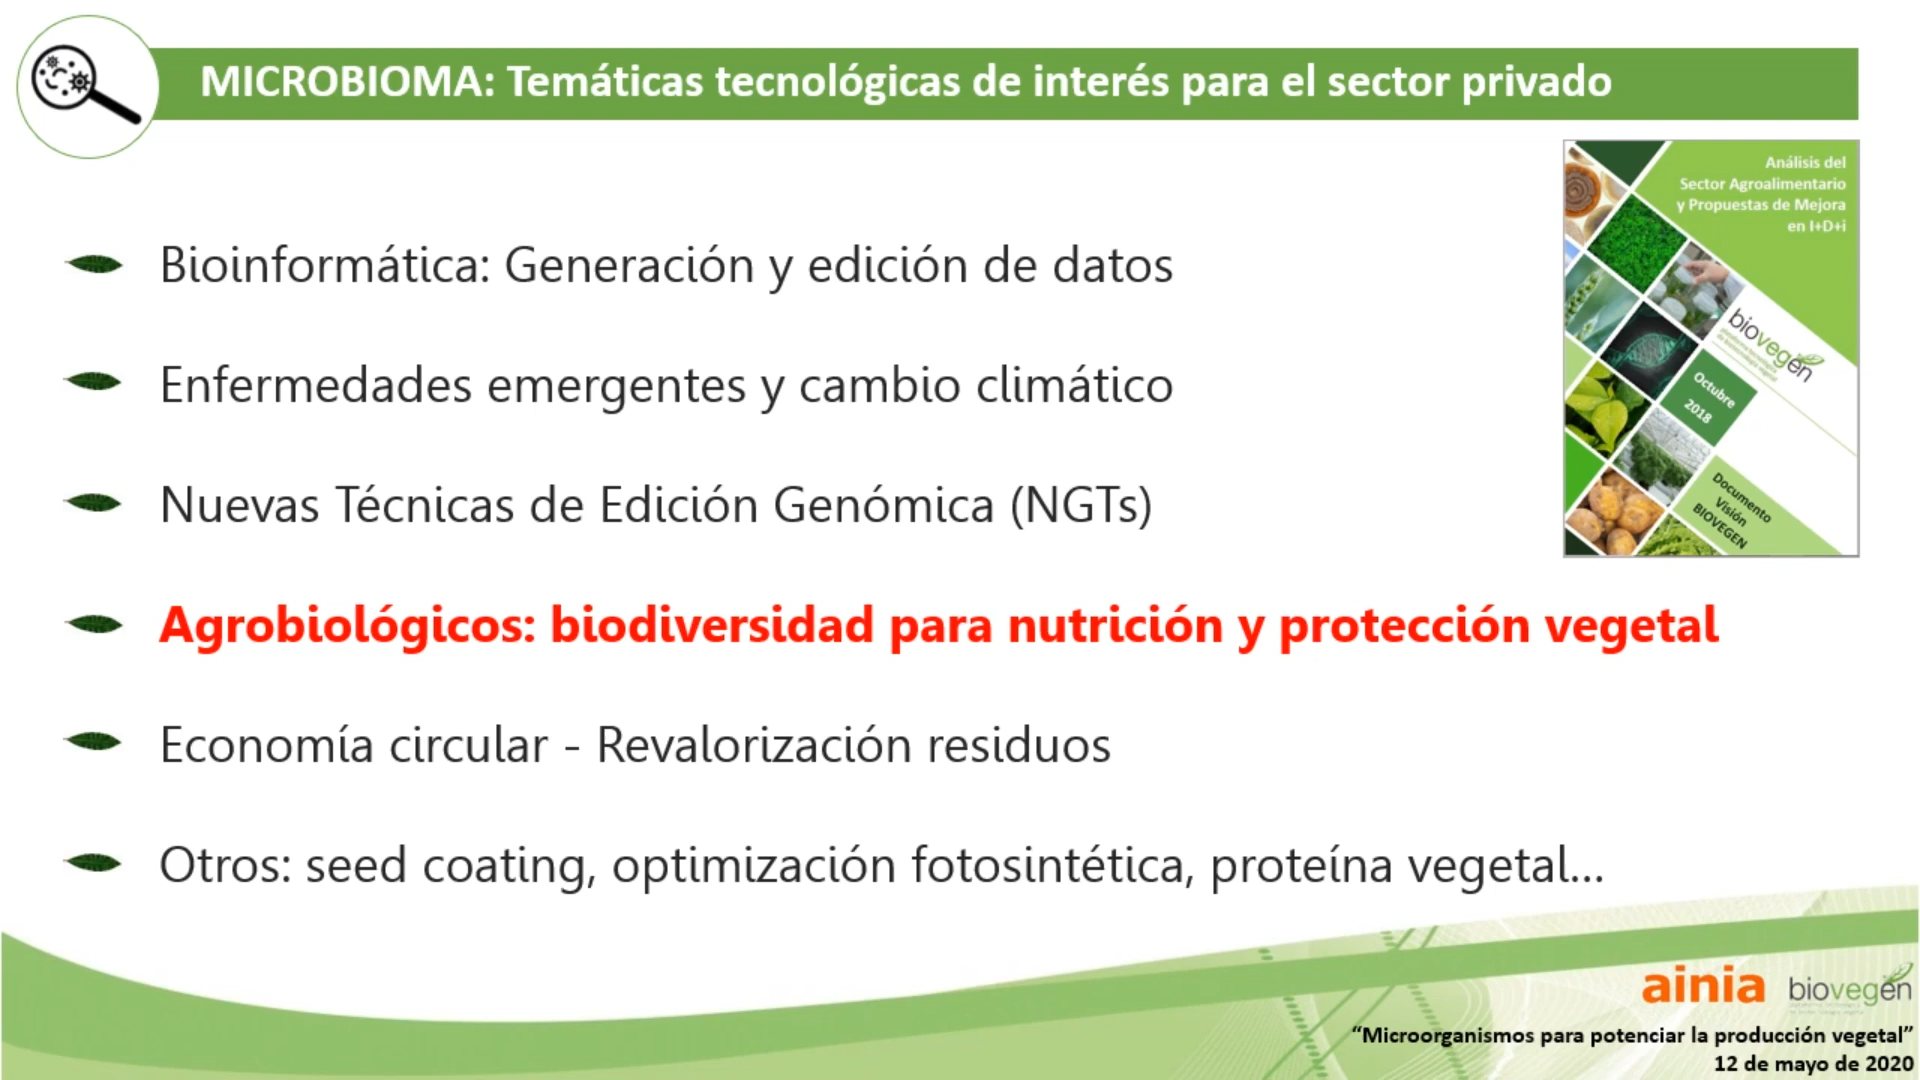 MICROBIOMA: Temáticas tecnológicas de interés para el sector privado
Análisis del
Sector Agroalimentario
y Propuestas de Mejora
en I+D+i
biovegen
Octubre
2018
Documento
Visión
BIOVEGEN
Bioinformática: Generación y edición de datos
Enfermedades emergentes y cambio climático
Nuevas Técnicas de Edición Genómica (NGTs)
Agrobiológicos: biodiversidad para nutrición y protección vegetal
Economía circular - Revalorización residuos
Otros: seed coating, optimización fotosintética, proteína vegetal...
ainia biovegen
“Microorganismos para potenciar la producción vegetal”
12 de mayo de 2020